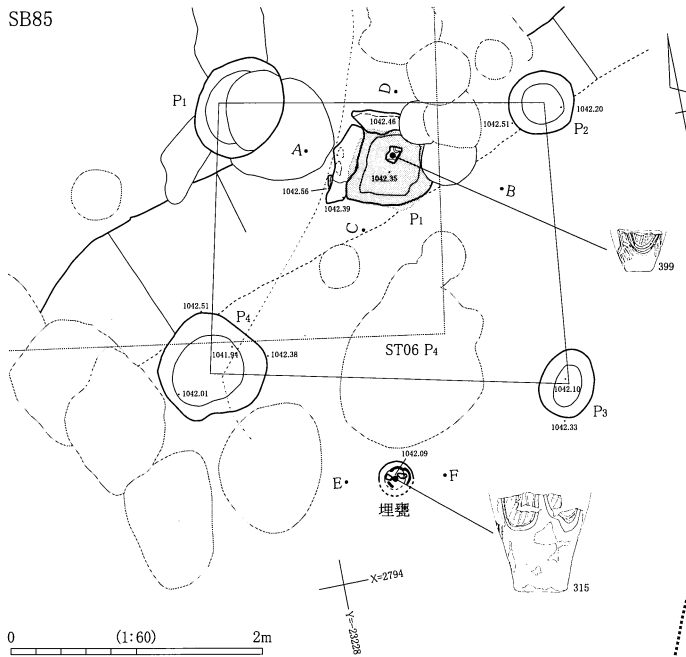 SB85
P1
D
1042.46
1042.20
1042.51
P2
A
1042.35
1042.56
1042.39
B
P1
C
399
1042.51
P4
1041.94
1042.38
ST06 P4
1042.01
1042.10
P3
1042.33
1042.09
E
F
埋甕
315
X=2794
Y=-23228
0 (1:60) 2m